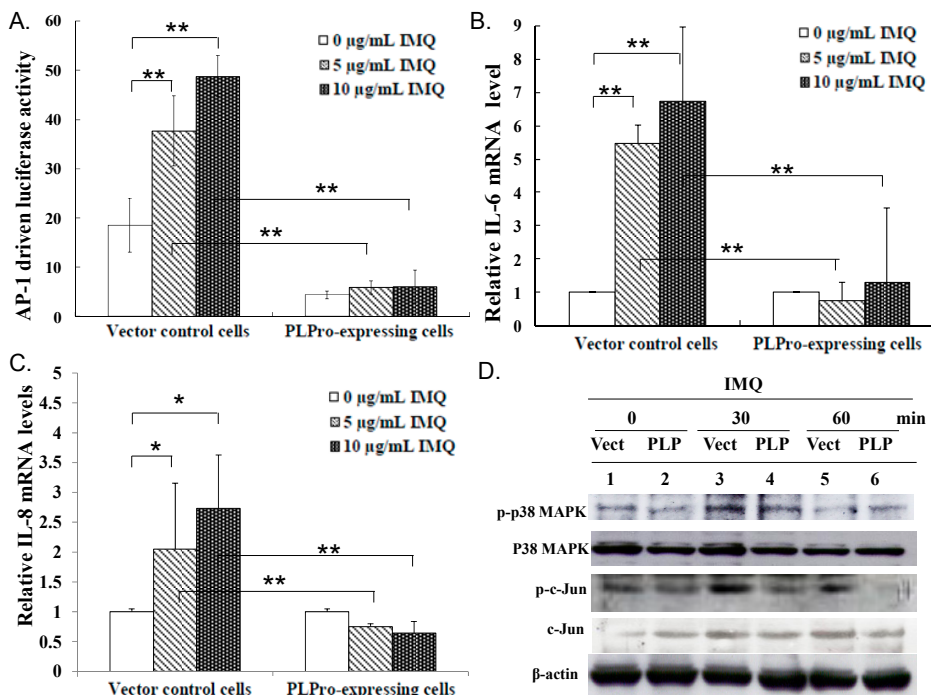 A.
AP-1 driven luciferase activity
60
50
40
30
20
10
0
0 µg/mL IMQ
5 µg/mL IMQ
10 µg/mL IMQ
**
**
**
**
Vector control cells
PLPro-expressing cells
B.
Relative IL-6 mRNA level
9
8
7
6
5
4
3
2
1
0
0 µg/mL IMQ
5 µg/mL IMQ
10 µg/mL IMQ
**
**
**
**
Vector control cells
PLPro-expressing cells
C.
Relative IL-8 mRNA levels
5
4.5
4
3.5
3
2.5
2
1.5
1
0.5
0
0 µg/mL IMQ
5 µg/mL IMQ
10 µg/mL IMQ
*
*
**
**
Vector control cells
PLPro-expressing cells
D.
IMQ
0 30 60 min
Vect PLP Vect PLP Vect PLP
1 2 3 4 5 6
p-p38 MAPK
P38 MAPK
p-c-Jun
c-Jun
β-actin